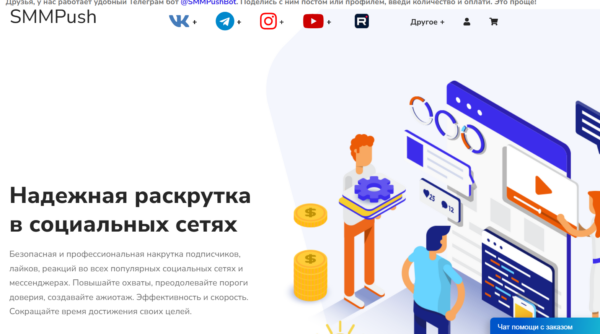 Друзья, у нас работает удобный Телеграм бот @SMMPushBot. Поделись с ним постом или профилем, введи количество и оплати. Это проще!
SMMPush
+ + + + Другое +
Надежная раскрутка
в социальных сетях
Безопасная и профессиональная накрутка подписчиков,
лайков, реакций во всех популярных социальных сетях и
мессенджерах. Повышайте охваты, преодолевайте пороги
доверия, создавайте ажиотаж. Эффективность и скорость.
Сокращайте время достижения своих целей.
23
12
Чат помощи с заказом